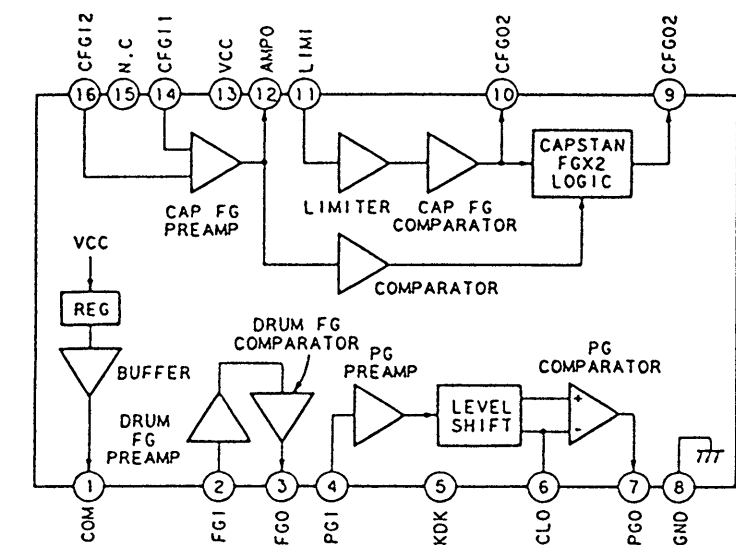 CFGI2
N.C
CFGI1
VCC
AMPO
LIMI
CFGO2
CFGO2
16
15
14
13
12
11
10
9
CAP FG
PREAMP
LIMITER
CAP FG
COMPARATOR
CAPSTAN
FGX2
LOGIC
COMPARATOR
VCC
REG
BUFFER
DRUM FG
COMPARATOR
DRUM
FG
PREAMP
PG
PREAMP
LEVEL
SHIFT
PG
COMPARATOR
+
-
1
2
3
4
5
6
7
8
COM
FGI
FGO
PGI
XOK
CLO
PGO
GND